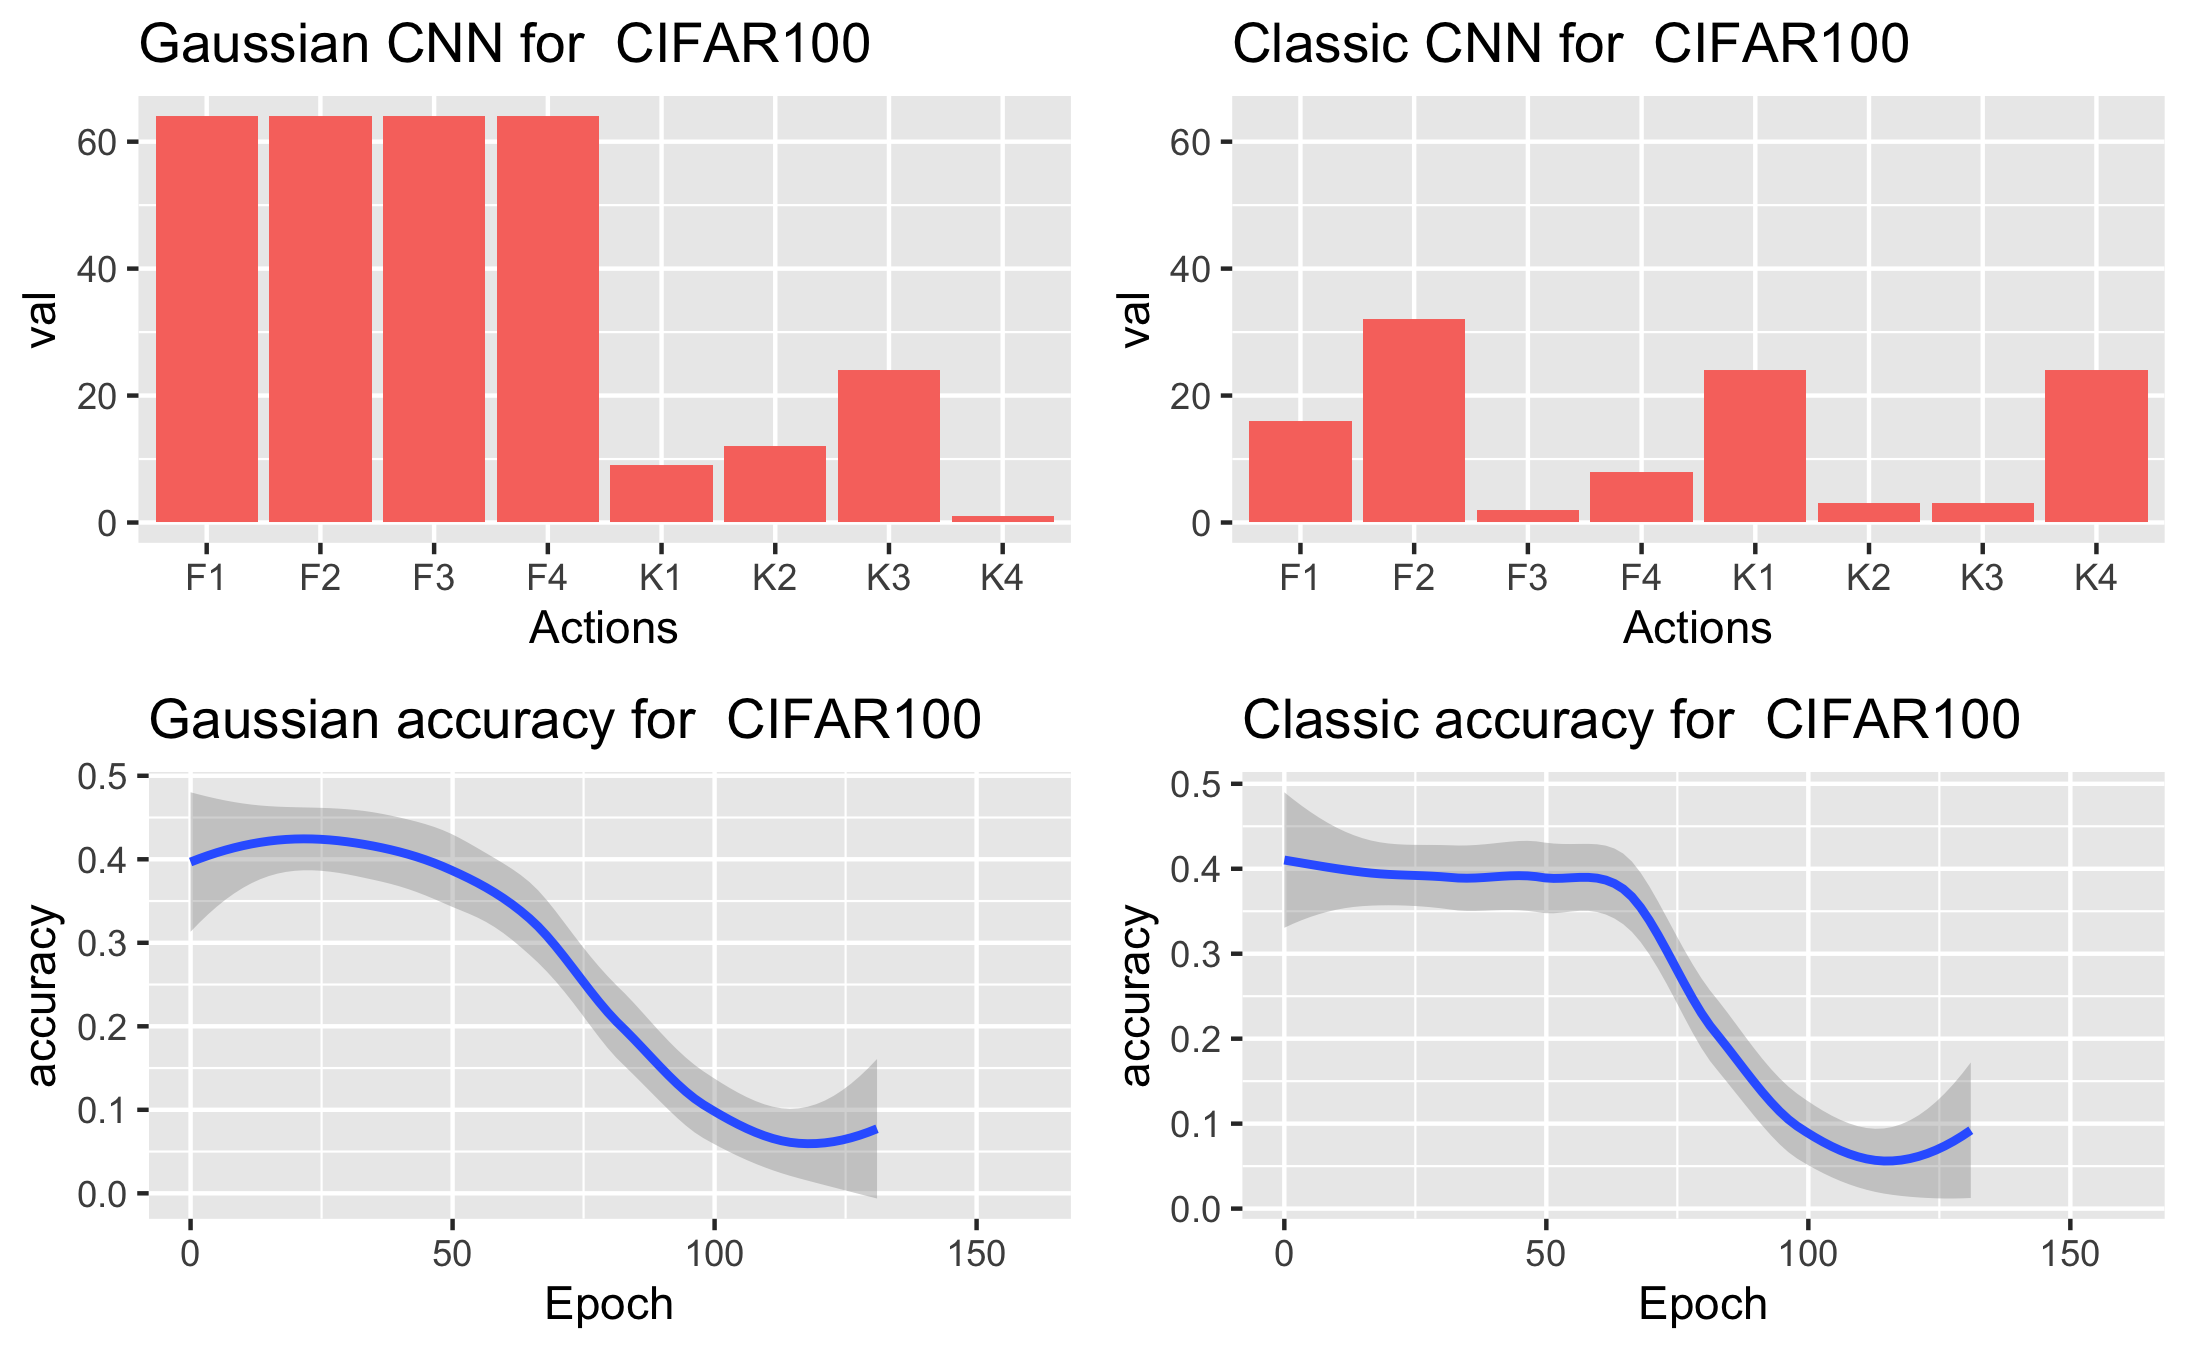 Gaussian CNN for  CIFAR100
60
40
20
0
val
F1 F2 F3 F4 K1 K2 K3 K4
Actions
Classic CNN for  CIFAR100
60
40
20
0
val
F1 F2 F3 F4 K1 K2 K3 K4
Actions
Gaussian accuracy for  CIFAR100
0.5
0.4
0.3
0.2
0.1
0.0
accuracy
0 50 100 150
Epoch
Classic accuracy for  CIFAR100
0.5
0.4
0.3
0.2
0.1
0.0
accuracy
0 50 100 150
Epoch